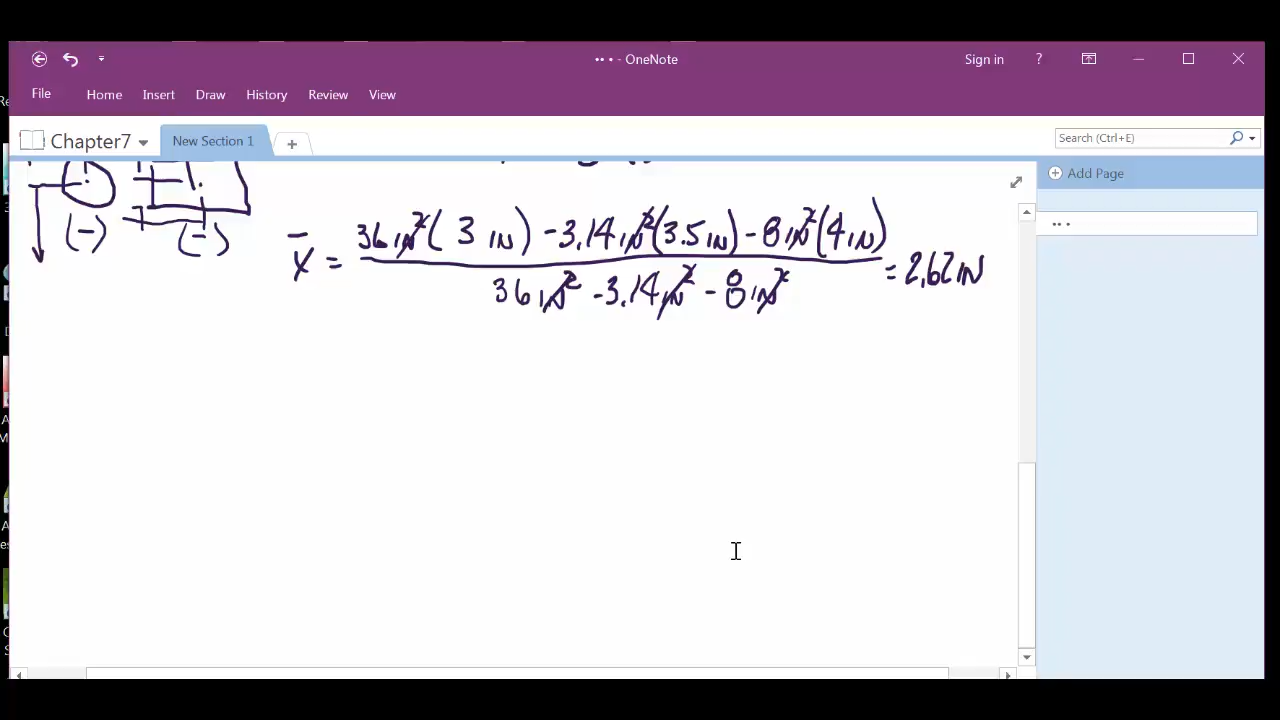 •• • - OneNote
Sign in ?
File Home Insert Draw History Review View
Chapter7 New Section 1 +
Search (Ctrl+E)
Add Page
•• •
(-) (-)
x̄ = 36 in²( 3 in) - 3.14 in²(3.5 in) - 8 in²(4 in)
36 in² - 3.14 in² - 8 in²
= 2.62 in